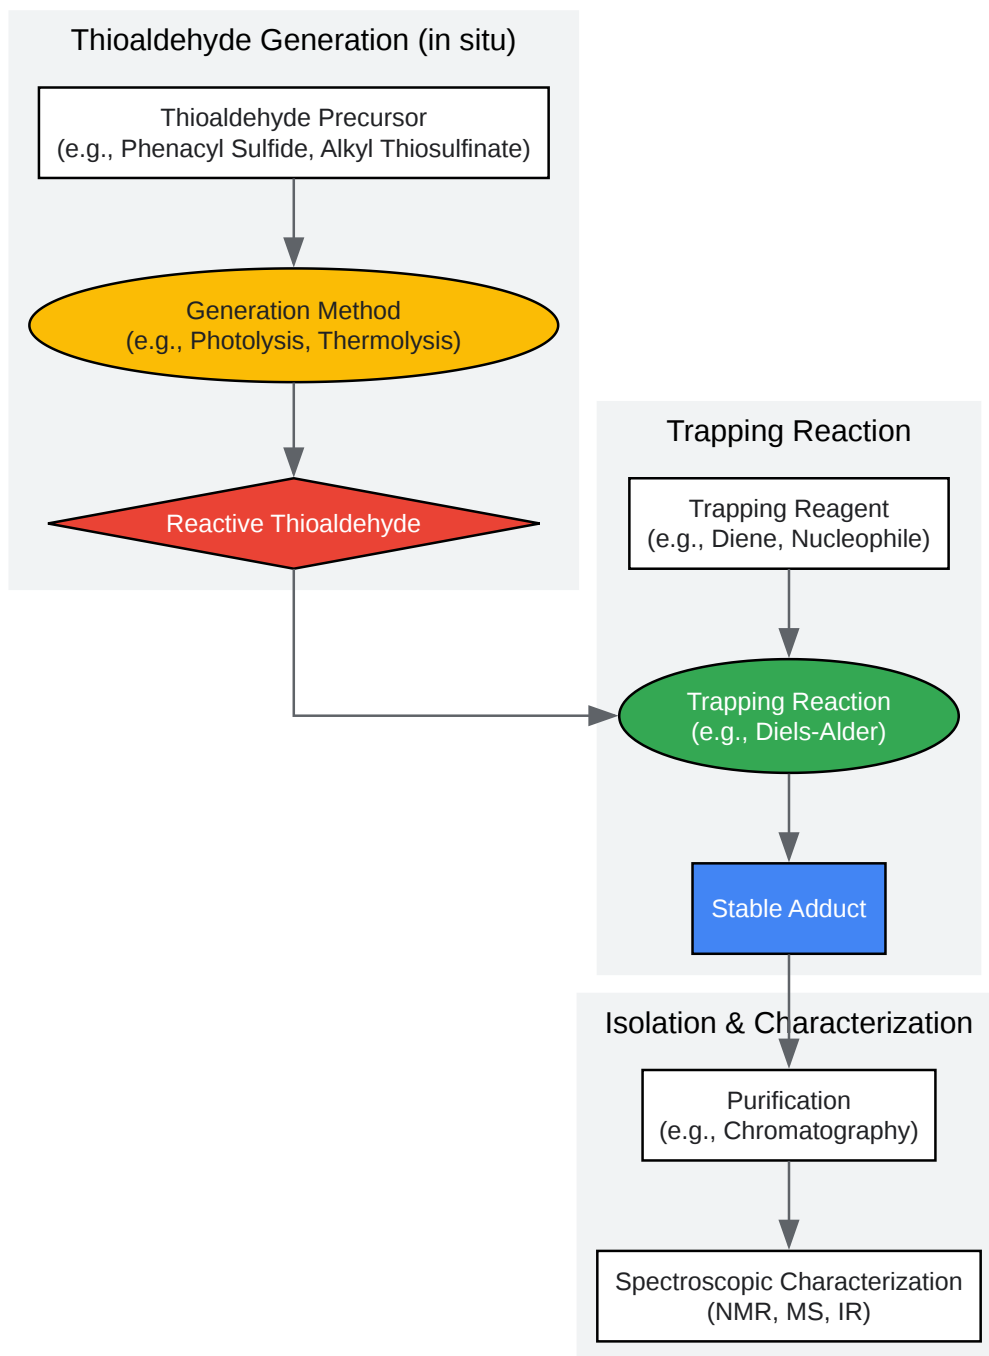 Thioaldehyde Generation (in situ)
Thioaldehyde Precursor
(e.g., Phenacyl Sulfide, Alkyl Thiosulfinate)
Generation Method
(e.g., Photolysis, Thermolysis)
Reactive Thioaldehyde
Trapping Reaction
Trapping Reagent
(e.g., Diene, Nucleophile)
Trapping Reaction
(e.g., Diels-Alder)
Stable Adduct
Isolation & Characterization
Purification
(e.g., Chromatography)
Spectroscopic Characterization
(NMR, MS, IR)